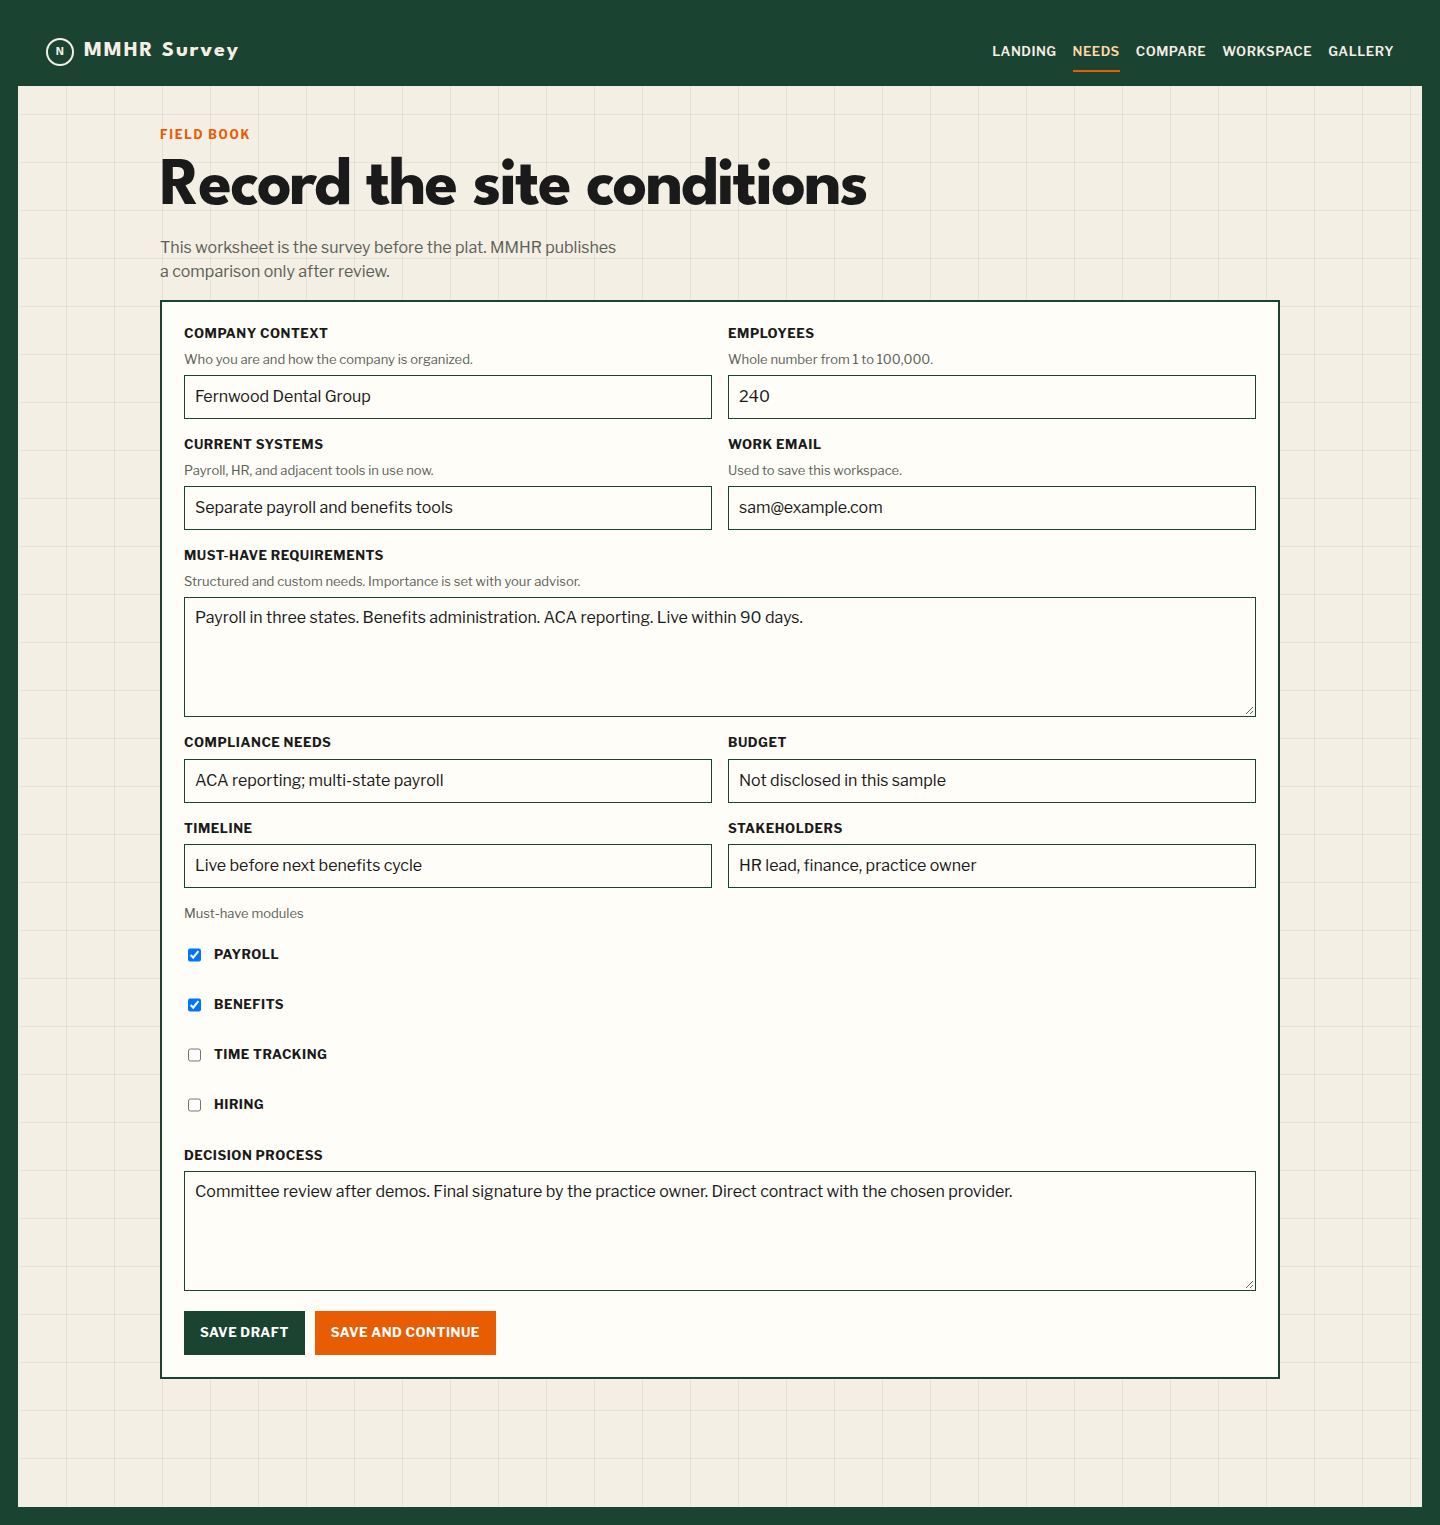 N
MMHR Survey
LANDING NEEDS COMPARE WORKSPACE GALLERY
FIELD BOOK
Record the site conditions
This worksheet is the survey before the plat. MMHR publishes
a comparison only after review.
COMPANY CONTEXT
Who you are and how the company is organized.
Fernwood Dental Group
EMPLOYEES
Whole number from 1 to 100,000.
240
CURRENT SYSTEMS
Payroll, HR, and adjacent tools in use now.
Separate payroll and benefits tools
WORK EMAIL
Used to save this workspace.
sam@example.com
MUST-HAVE REQUIREMENTS
Structured and custom needs. Importance is set with your advisor.
Payroll in three states. Benefits administration. ACA reporting. Live within 90 days.
COMPLIANCE NEEDS
ACA reporting; multi-state payroll
BUDGET
Not disclosed in this sample
TIMELINE
Live before next benefits cycle
STAKEHOLDERS
HR lead, finance, practice owner
Must-have modules
PAYROLL
BENEFITS
TIME TRACKING
HIRING
DECISION PROCESS
Committee review after demos. Final signature by the practice owner. Direct contract with the chosen provider.
SAVE DRAFT
SAVE AND CONTINUE